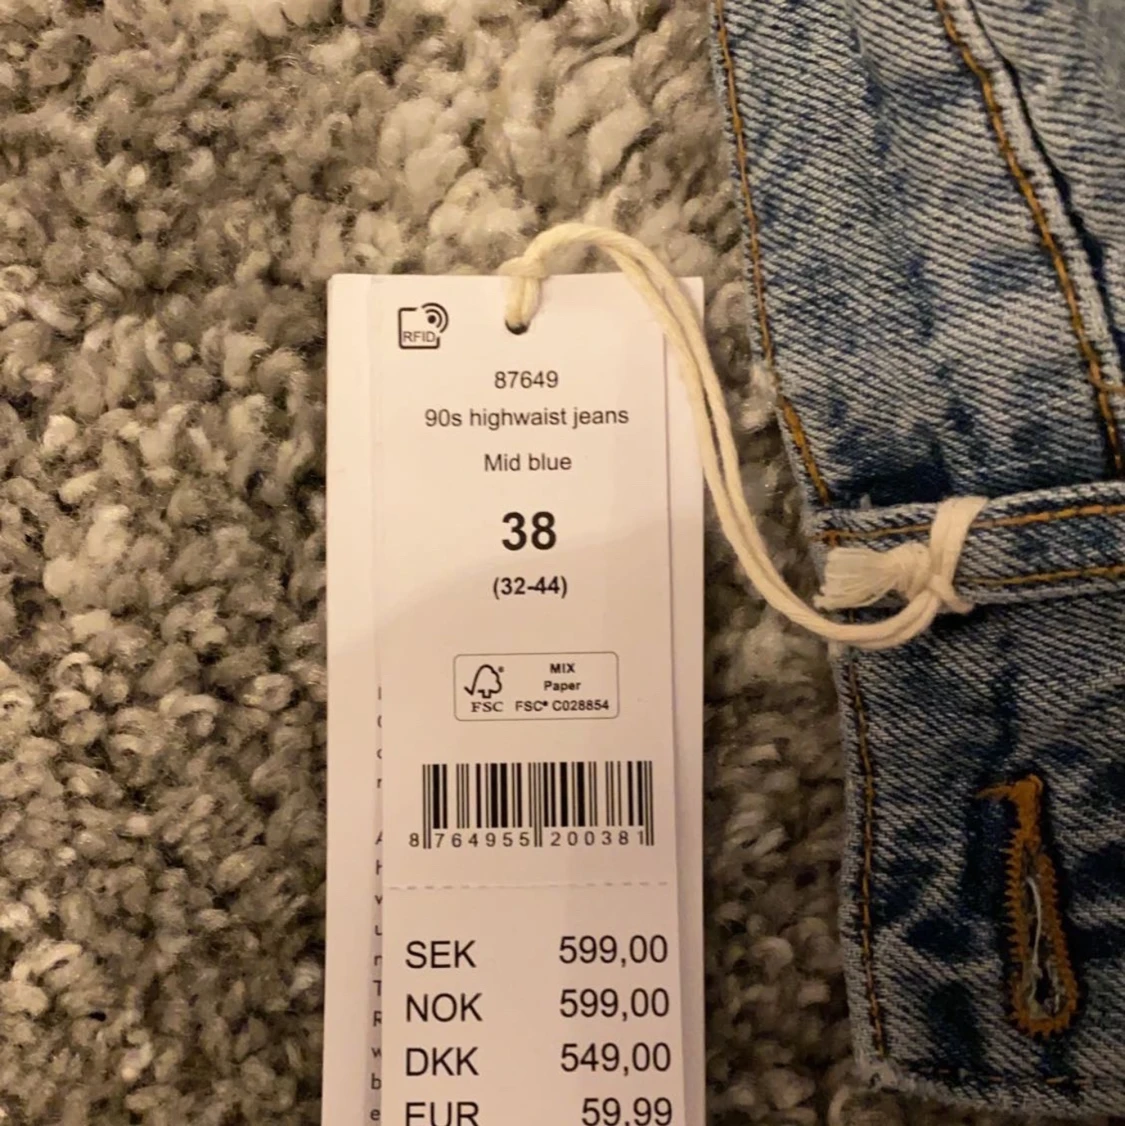 RFID
87649
90s highwaist jeans
Mid blue
38
(32-44)
MIX
Paper
FSC® C028854
FSC
8 764955 200381
SEK 599,00
NOK 599,00
DKK 549,00
EUR 59,99